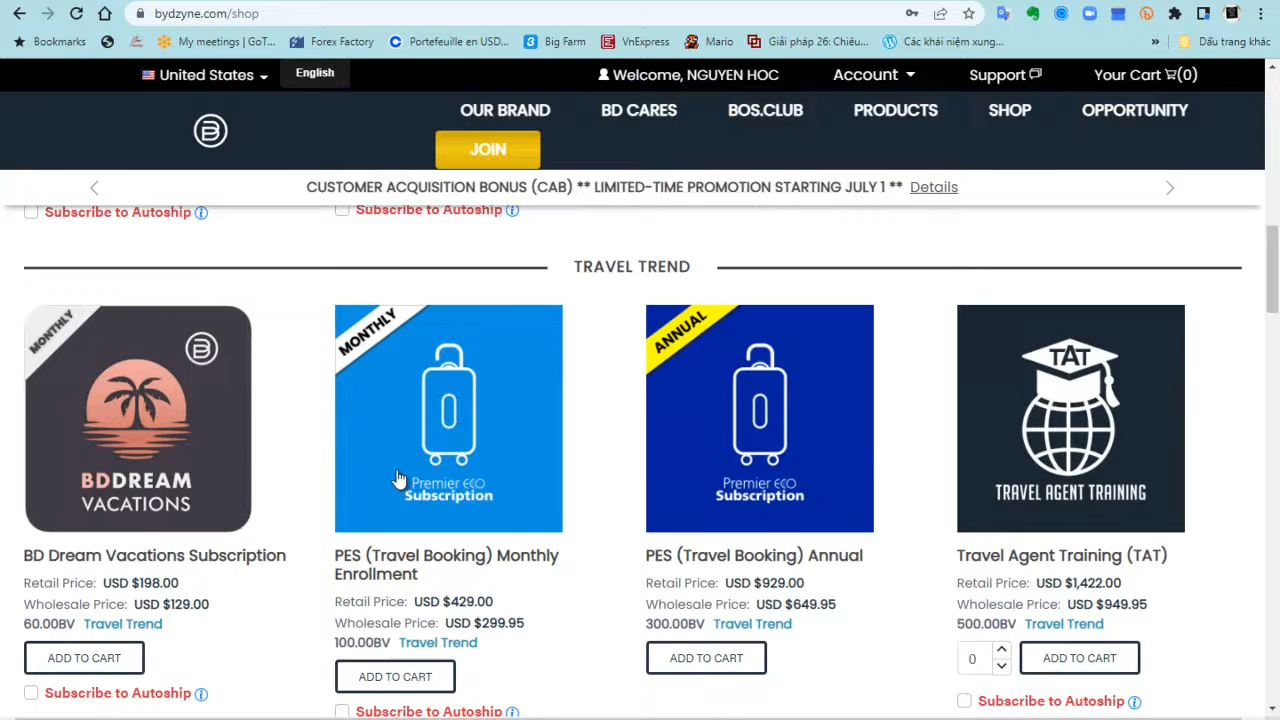 bydzyne.com/shop
Bookmarks My meetings | GoT... Forex Factory Portefeuille en USD... Big Farm VnExpress Mario Giải pháp 26: Chiêu... Các khái niệm xung... » Dấu trang khác
United States English Welcome, NGUYEN HOC Account Support Your Cart (0)
OUR BRAND BD CARES BOS.CLUB PRODUCTS SHOP OPPORTUNITY
JOIN
CUSTOMER ACQUISITION BONUS (CAB) ** LIMITED-TIME PROMOTION STARTING JULY 1 ** Details
Subscribe to Autoship Subscribe to Autoship
TRAVEL TREND
MONTHLY
BDDREAM
VACATIONS
MONTHLY
Premier ECO
Subscription
ANNUAL
Premier ECO
Subscription
TAT
TRAVEL AGENT TRAINING
BD Dream Vacations Subscription
Retail Price: USD $198.00
Wholesale Price: USD $129.00
60.00BV Travel Trend
ADD TO CART
Subscribe to Autoship
PES (Travel Booking) Monthly
Enrollment
Retail Price: USD $429.00
Wholesale Price: USD $299.95
100.00BV Travel Trend
ADD TO CART
Subscribe to Autoship
PES (Travel Booking) Annual
Retail Price: USD $929.00
Wholesale Price: USD $649.95
300.00BV Travel Trend
ADD TO CART
Travel Agent Training (TAT)
Retail Price: USD $1,422.00
Wholesale Price: USD $949.95
500.00BV Travel Trend
0 ADD TO CART
Subscribe to Autoship